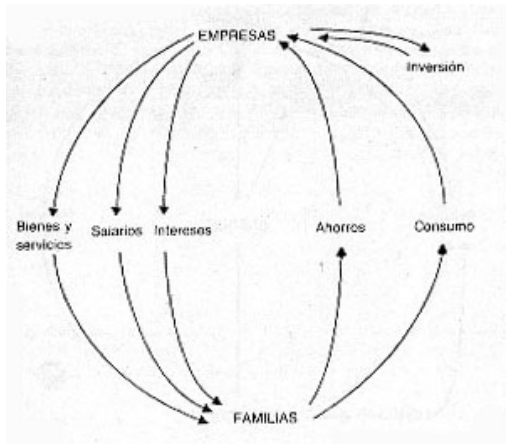 EMPRESAS
Inversión
Bienes y
servicios
Salarios
Intereses
Ahorros
Consumo
FAMILIAS